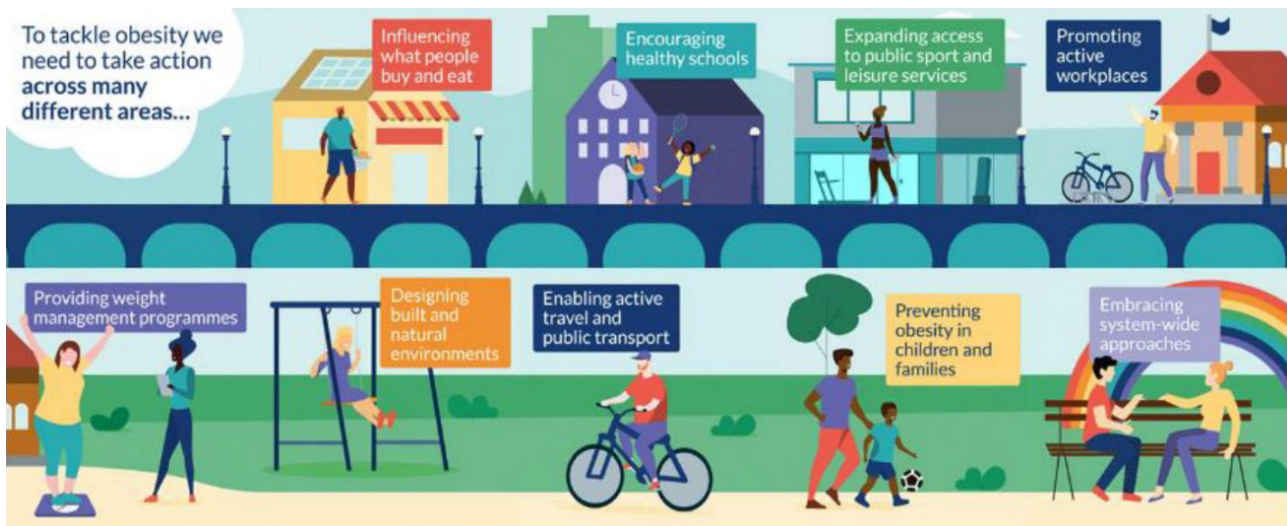 To tackle obesity we
need to take action
across many
different areas...
Influencing
what people
buy and eat
Encouraging
healthy schools
Expanding access
to public sport and
leisure services
Promoting
active
workplaces
Providing weight
management programmes
Designing
built and
natural
environments
Enabling active
travel and
public transport
Preventing
obesity in
children and
families
Embracing
system-wide
approaches